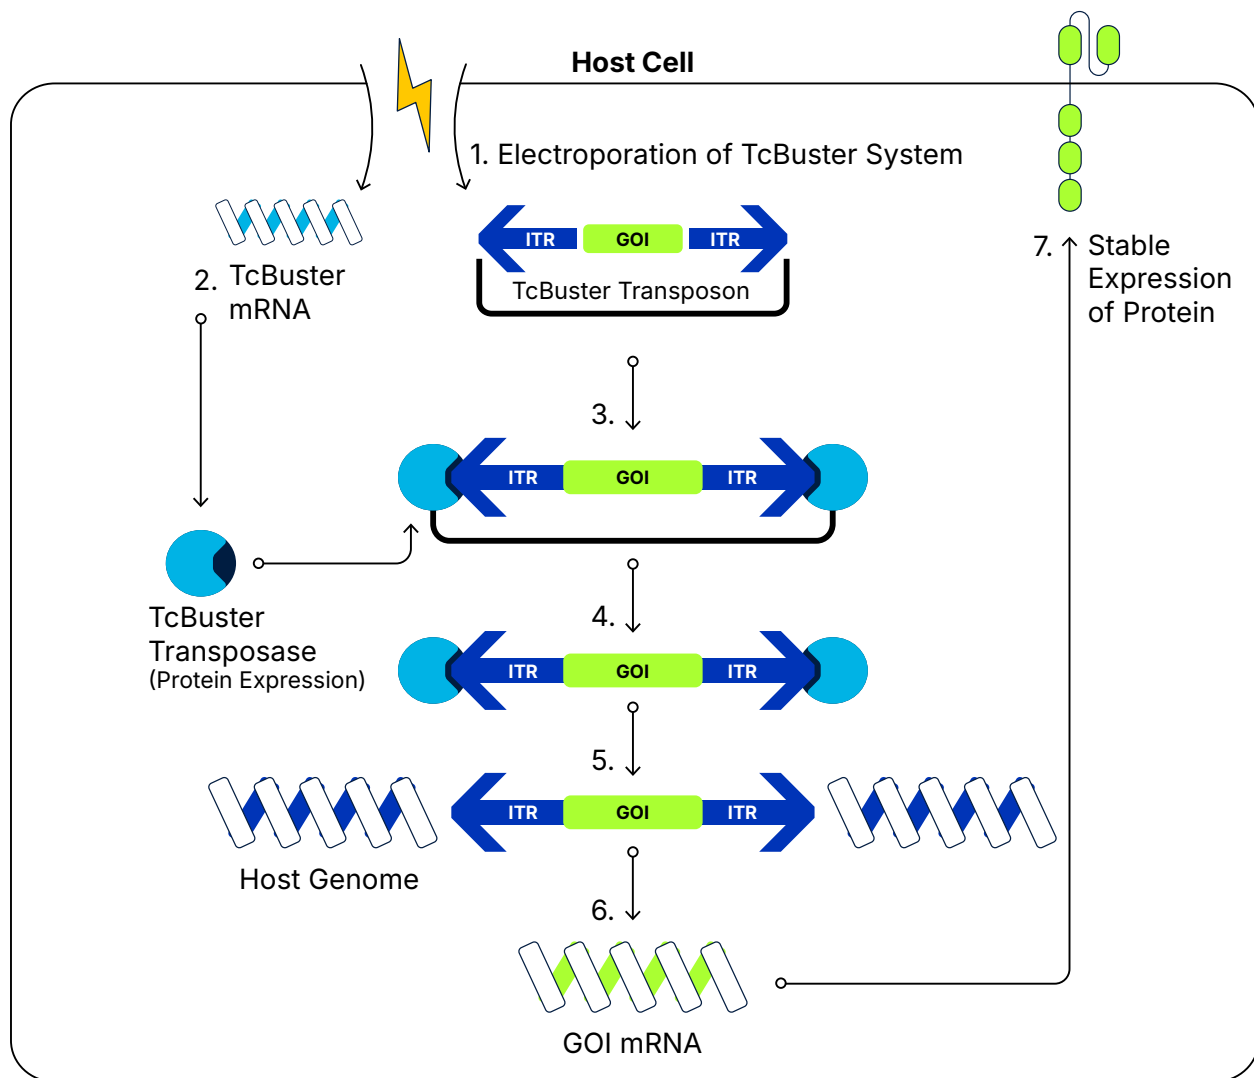 Host Cell
1. Electroporation of TcBuster System
ITR GOI ITR
TcBuster Transposon
2. TcBuster
mRNA
7. Stable
Expression
of Protein
3.
ITR GOI ITR
TcBuster
Transposase
(Protein Expression)
4.
ITR GOI ITR
5.
ITR GOI ITR
Host Genome
6.
GOI mRNA